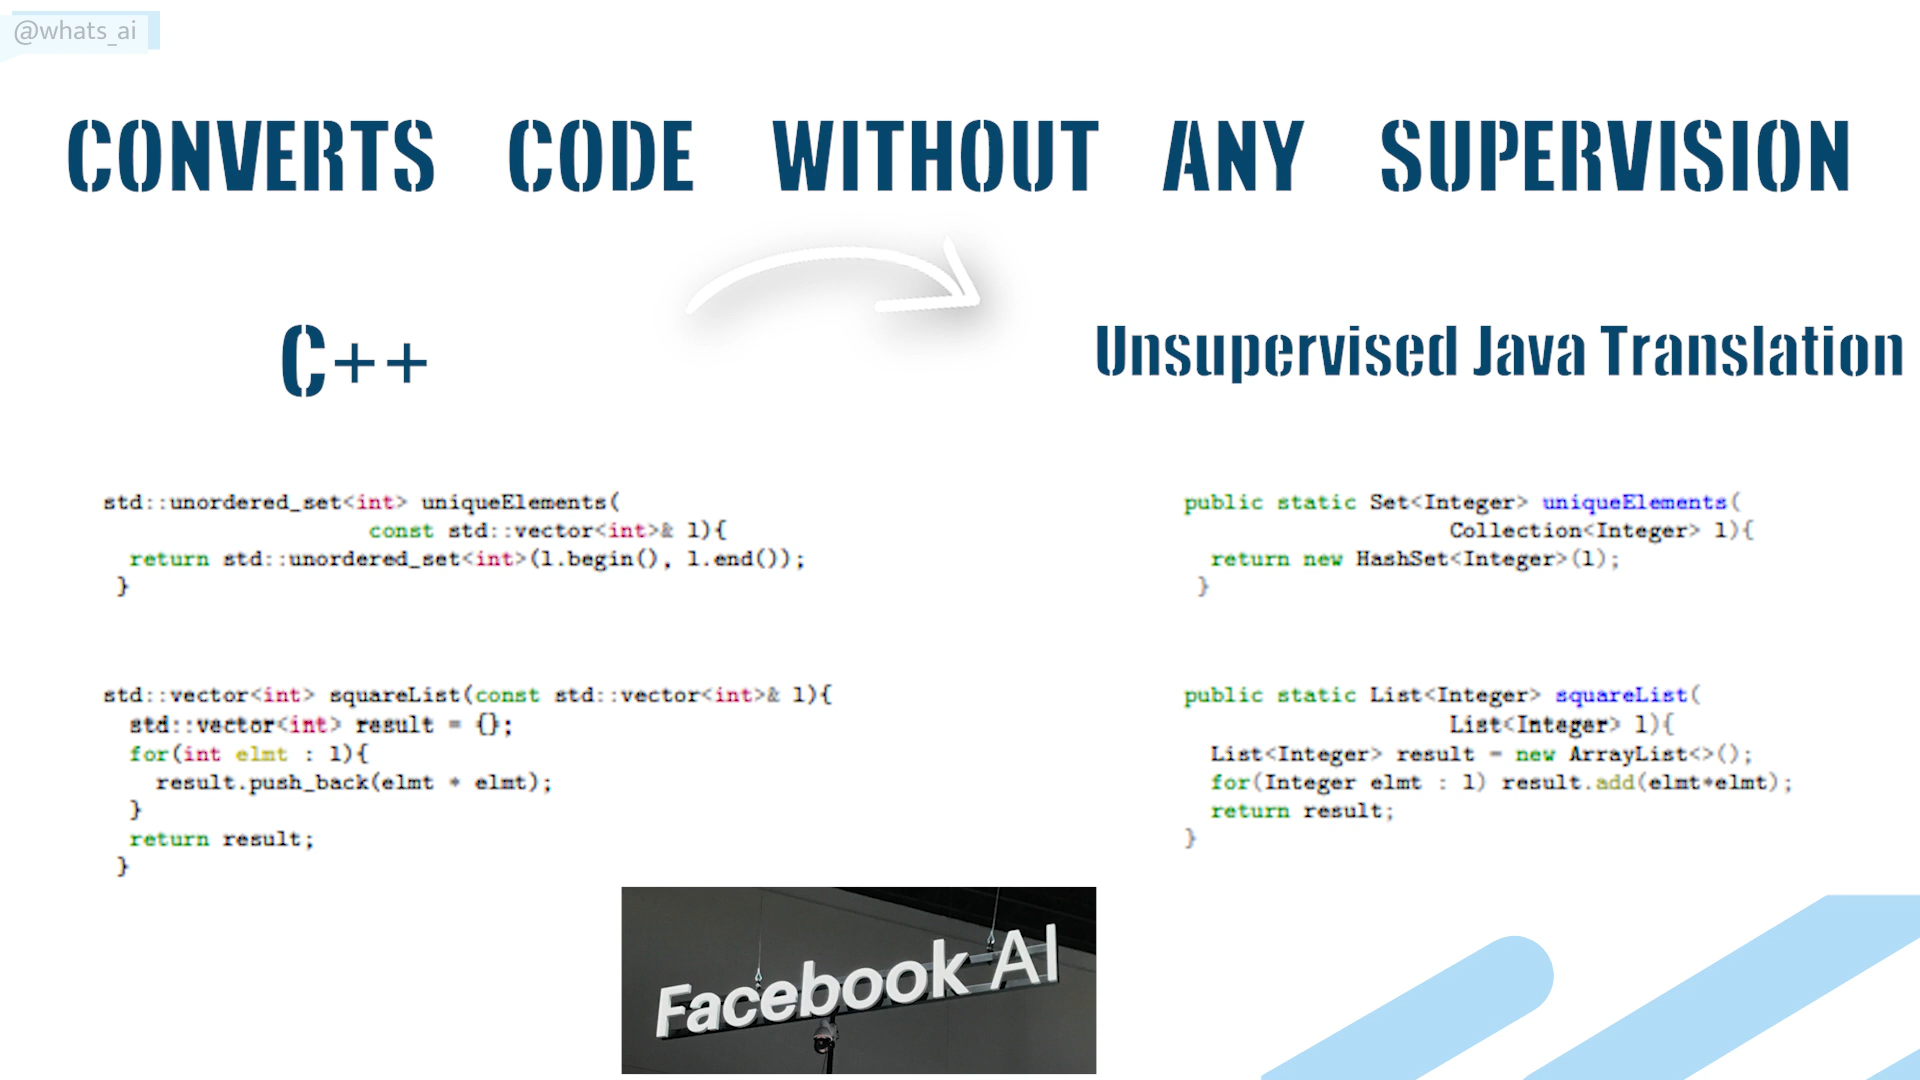 @whats_ai
CONVERTS CODE WITHOUT ANY SUPERVISION
C++
std::unordered_set<int> uniqueElements(
const std::vector<int>& l){
return std::unordered_set<int>(l.begin(), l.end());
}
std::vector<int> squareList(const std::vector<int>& l){
std::vector<int> result = {};
for(int elmt : l){
result.push_back(elmt * elmt);
}
return result;
}
Unsupervised Java Translation
public static Set<Integer> uniqueElements(
Collection<Integer> l){
return new HashSet<Integer>(l);
}
public static List<Integer> squareList(
List<Integer> l){
List<Integer> result = new ArrayList<>();
for(Integer elmt : l) result.add(elmt*elmt);
return result;
}
Facebook AI